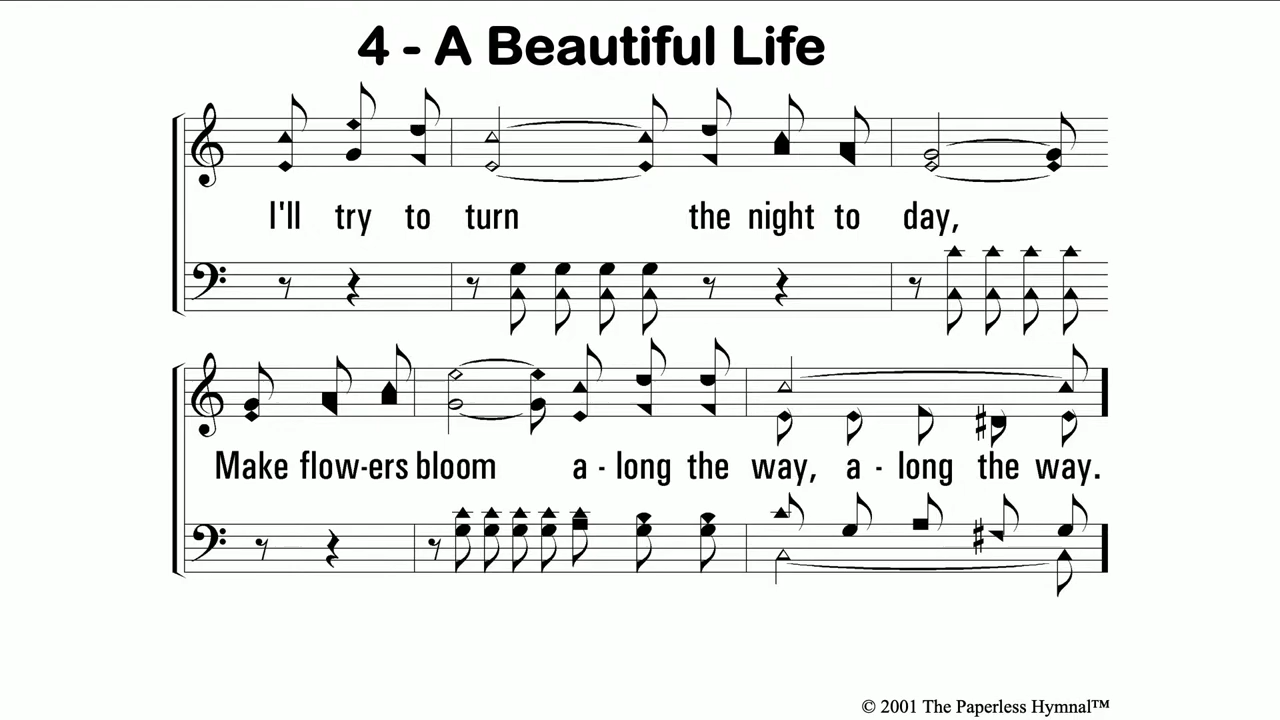 4 - A Beautiful Life
I'll try to turn the night to day,
Make flow-ers bloom a - long the way, a - long the way.
© 2001 The Paperless Hymnal™